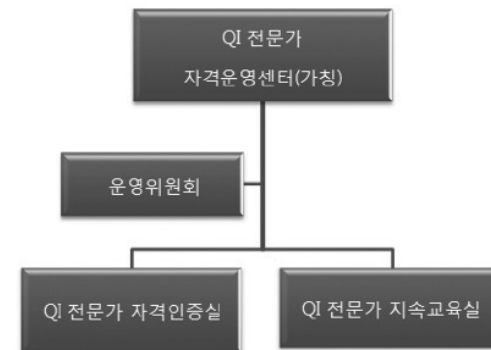 QI 전문가
자격운영센터(가칭)
운영위원회
QI 전문가 자격인증실
QI 전문가 지속교육실